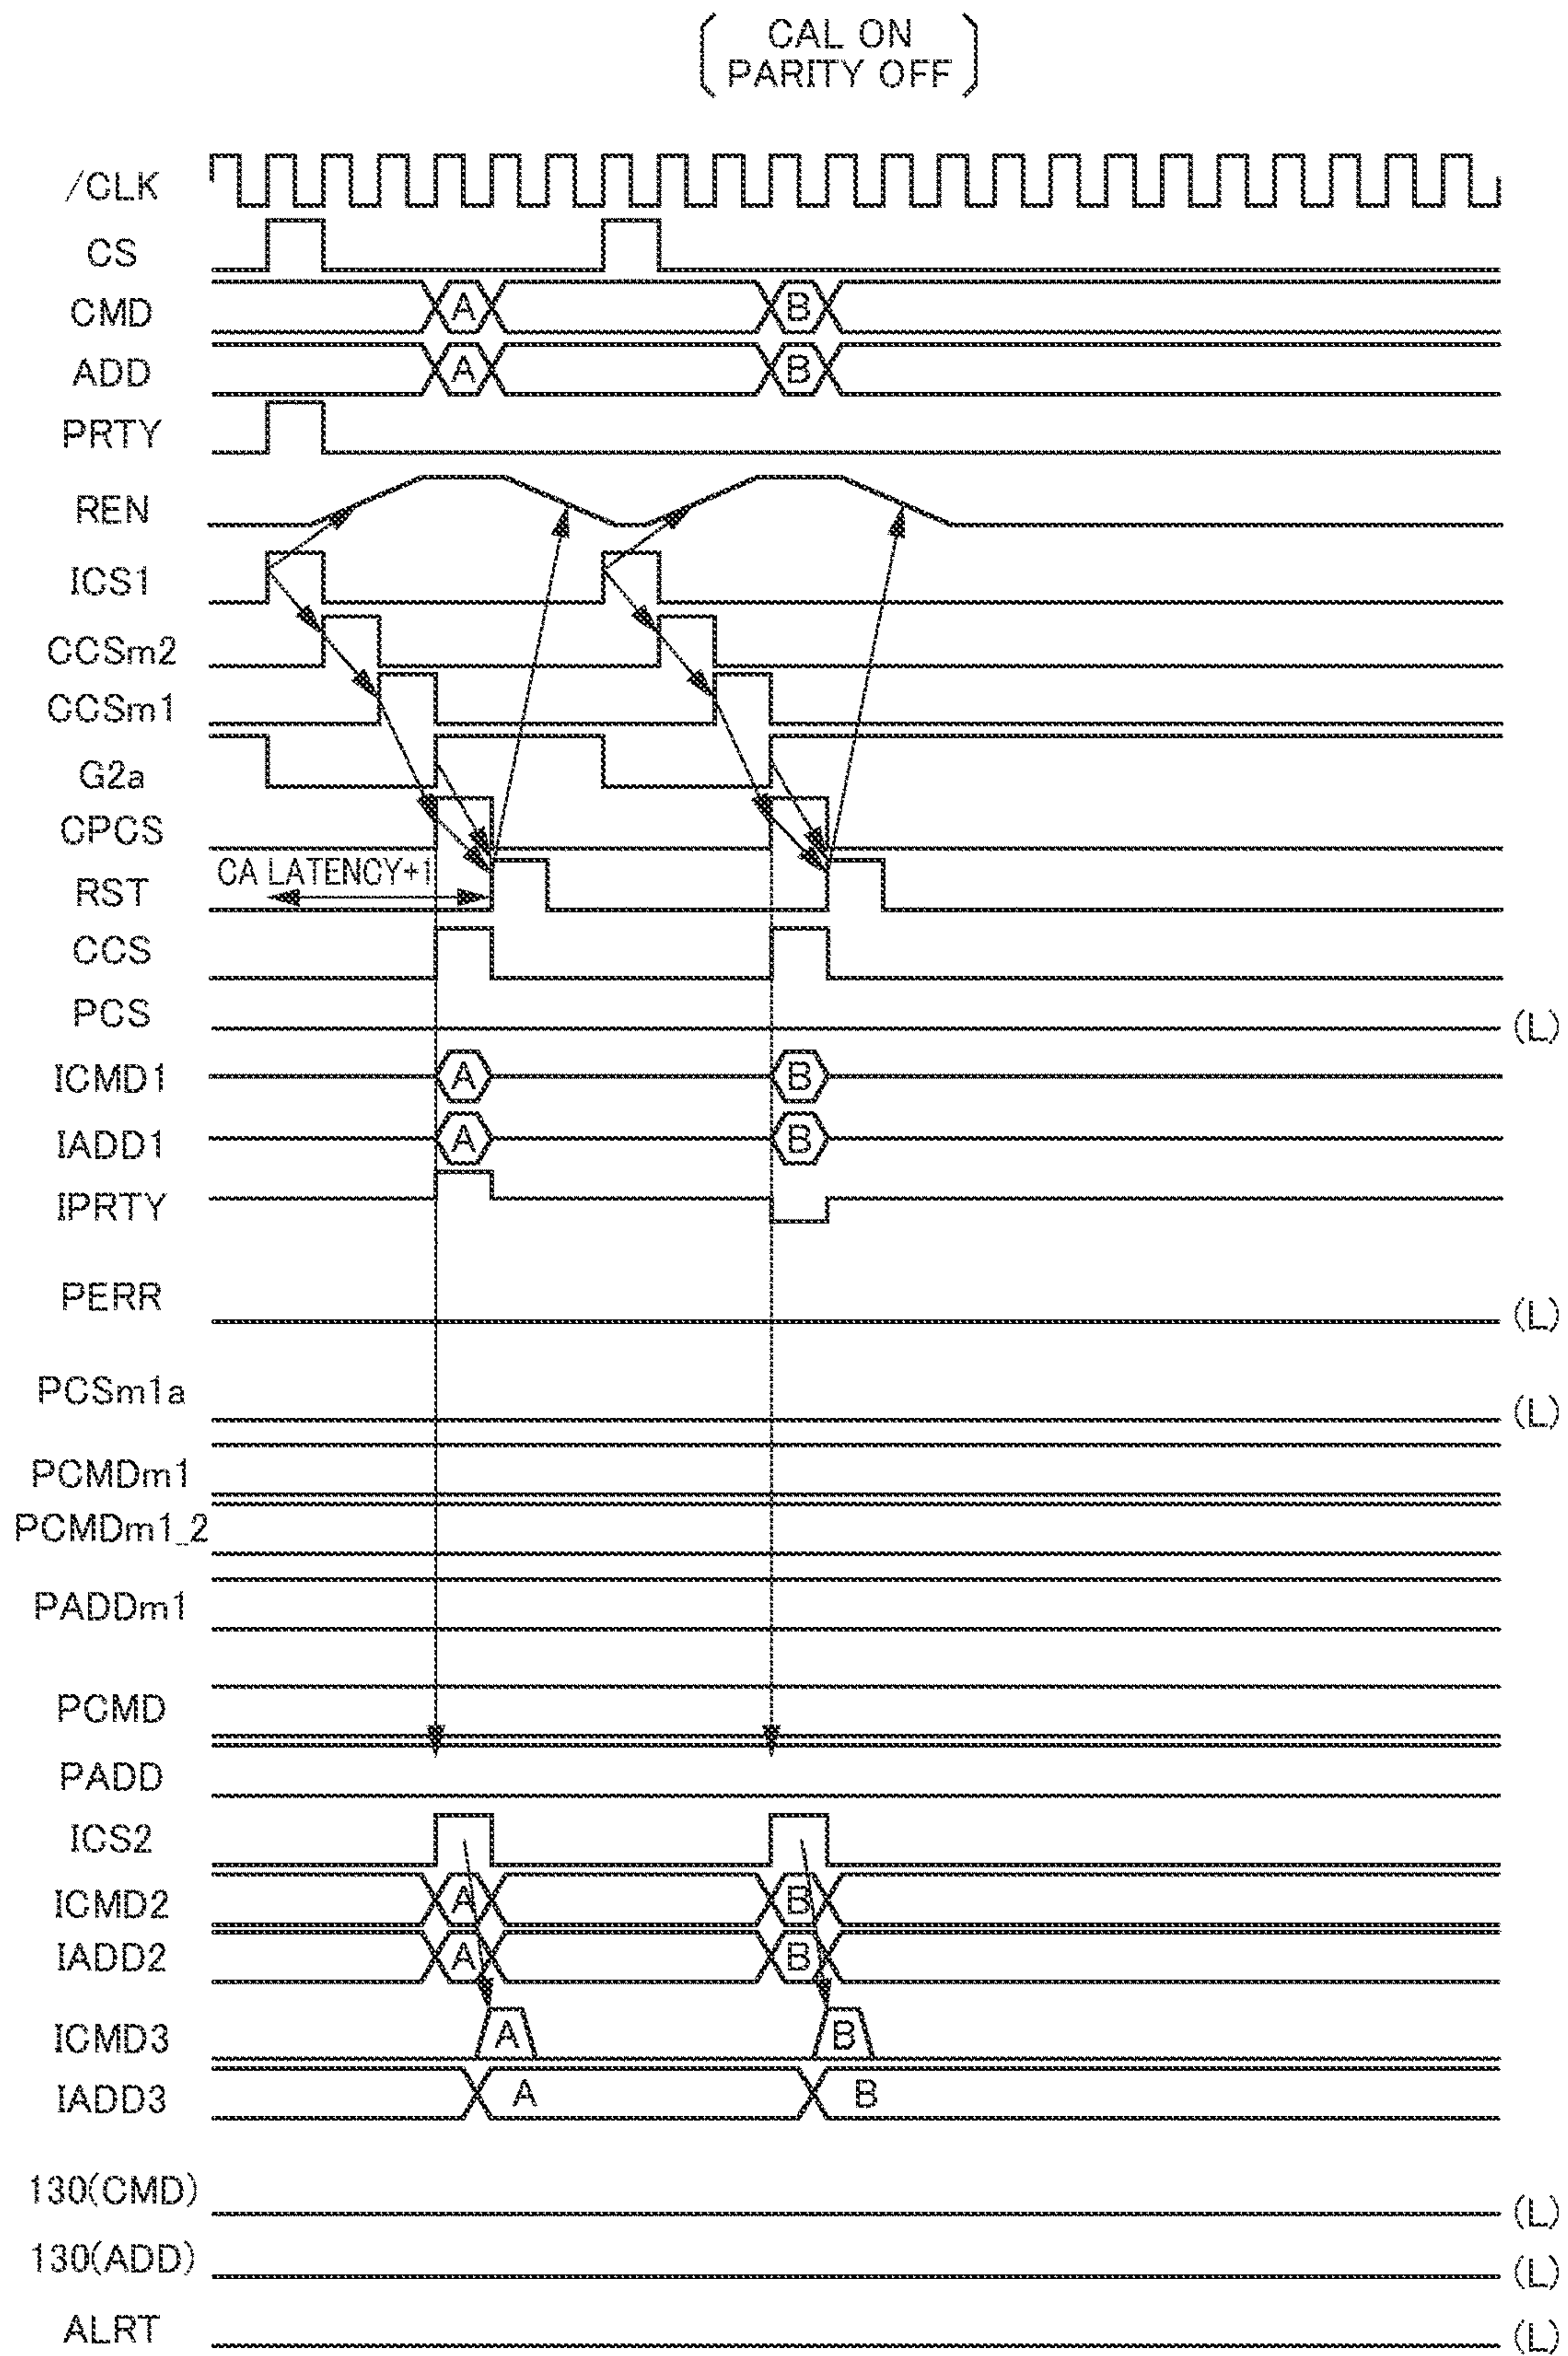 CAL ON
PARITY OFF
/CLK
CS
CMD A B
ADD A B
PRTY
REN
ICS1
CCSm2
CCSm1
G2a
CPCS
CA LATENCY+1
RST
CCS
PCS (L)
ICMD1 A B
IADD1 A B
IPRTY
PERR (L)
PCSm1a (L)
PCMDm1
PCMDm1_2
PADDm1
PCMD
PADD
ICS2
ICMD2 A B
IADD2 A B
ICMD3 A B
IADD3 A B
130(CMD) (L)
130(ADD) (L)
ALRT (L)